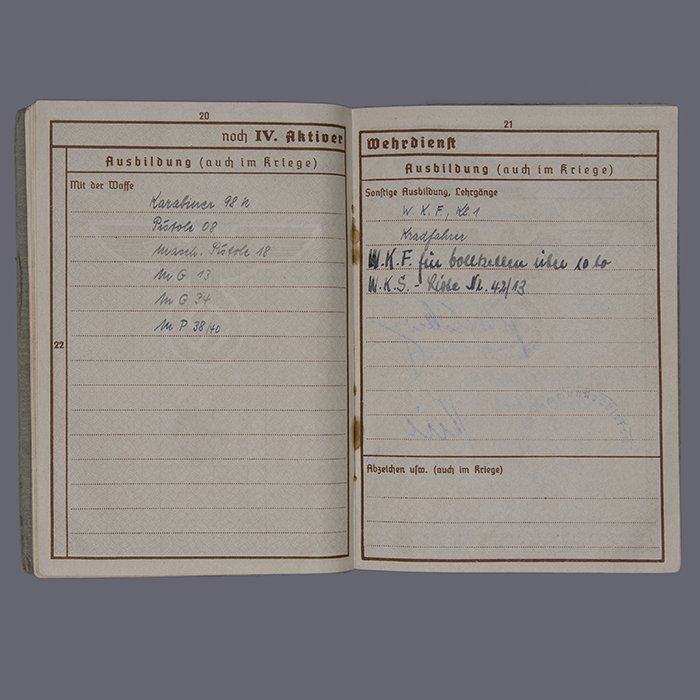 20
noch IV. Aktiver
Ausbildung (auch im Kriege)
Mit der Waffe
Karabiner 98 k
Pistole 08
Masch. Pistole 18
M G 13
M G 34
M P 38/40
22
21
Wehrdienst
Ausbildung (auch im Kriege)
Sonstige Ausbildung, Lehrgänge
W K F, Kl. 1
Kradfahrer
W.K.F. für über 10 to
W.K.S. - Liste Nr. 42/13
Abzeichen usw. (auch im Kriege)